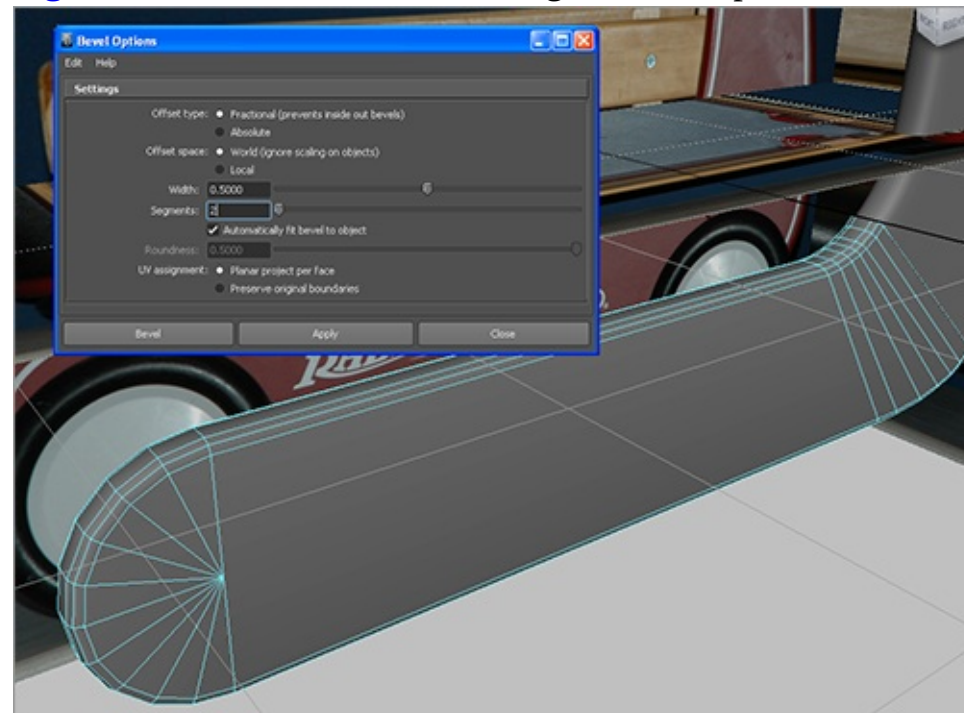 Bevel Options
Edit Help
Settings
Offset type: Fractional (prevents inside out bevels)
Absolute
Offset space: World (ignore scaling on objects)
Local
Width: 0.5000
Segments: 2
Automatically fit bevel to object
Roundness: 0.5000
UV assignment: Planar project per face
Preserve original boundaries
Bevel Apply Close